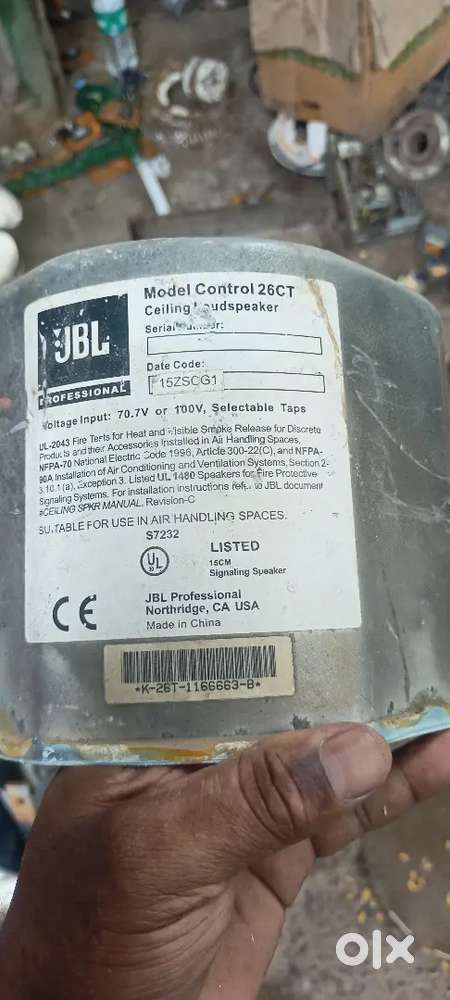 JBL
PROFESSIONAL
Model Control 26CT
Ceiling Loudspeaker
Serial Number:
Date Code:
F15ZSCG1
Voltage Input: 70.7V or 100V, Selectable Taps
UL-2043 Fire Terts for Heat and Visible Smoke Release for Discrete
Products and their Accessories Installed in Air Handling Spaces,
NFPA-70 National Electric Code 1996, Article 300-22(C), and NFPA-
90A Installation of Air Conditioning and Ventilation Systems, Section 2-
3.10.1(a), Exception 3. Listed UL 1480 Speakers for Fire Protective
Signaling Systems. For installation instructions refer to JBL document
#CEILING SPKR MANUAL. Revision-C
SUITABLE FOR USE IN AIR HANDLING SPACES.
S7232
UL
LISTED
15CM
Signaling Speaker
CE
JBL Professional
Northridge, CA USA
Made in China
*K-26T-1166663-B*
olx